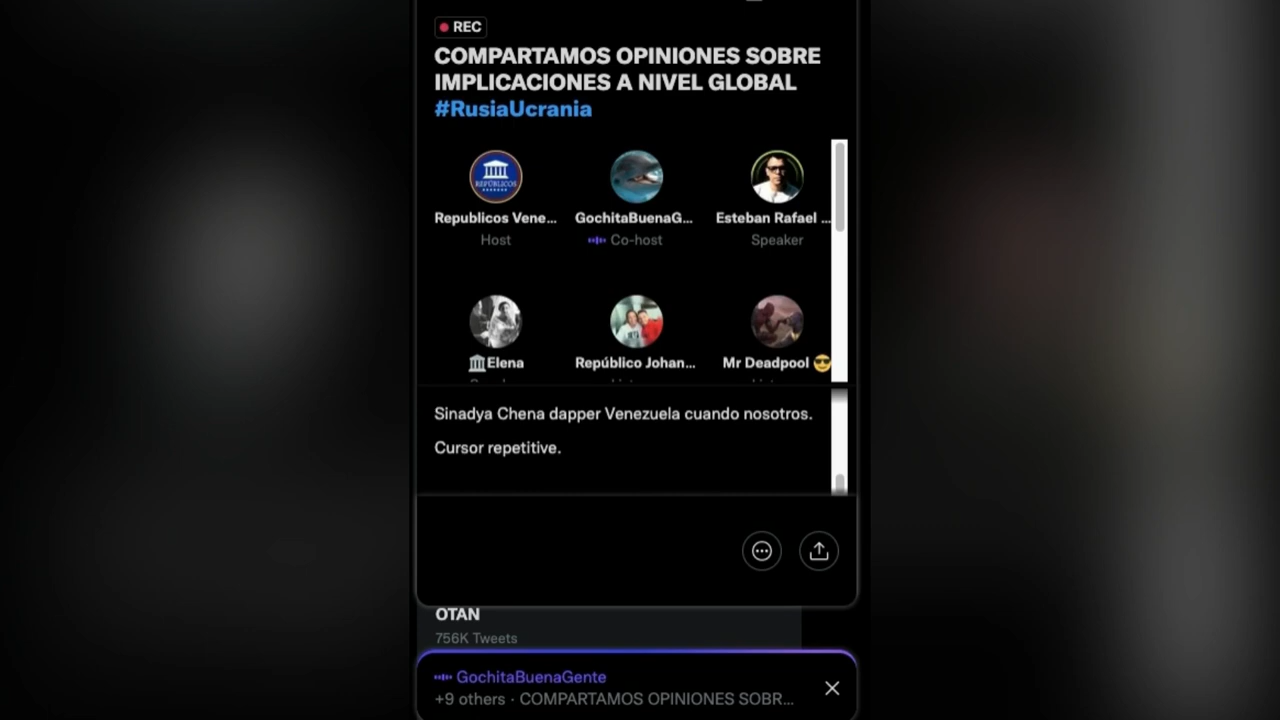 REC
COMPARTAMOS OPINIONES SOBRE
IMPLICACIONES A NIVEL GLOBAL
#RusiaUcrania
REPÚBLICOS
Republicos Vene...
GochitaBuenaG...
Esteban Rafael ...
Host
Co-host
Speaker
Elena
Repúblico Johan...
Mr Deadpool
Sinadya Chena dapper Venezuela cuando nosotros.
Cursor repetitive.
OTAN
756K Tweets
GochitaBuenaGente
+9 others · COMPARTAMOS OPINIONES SOBR...